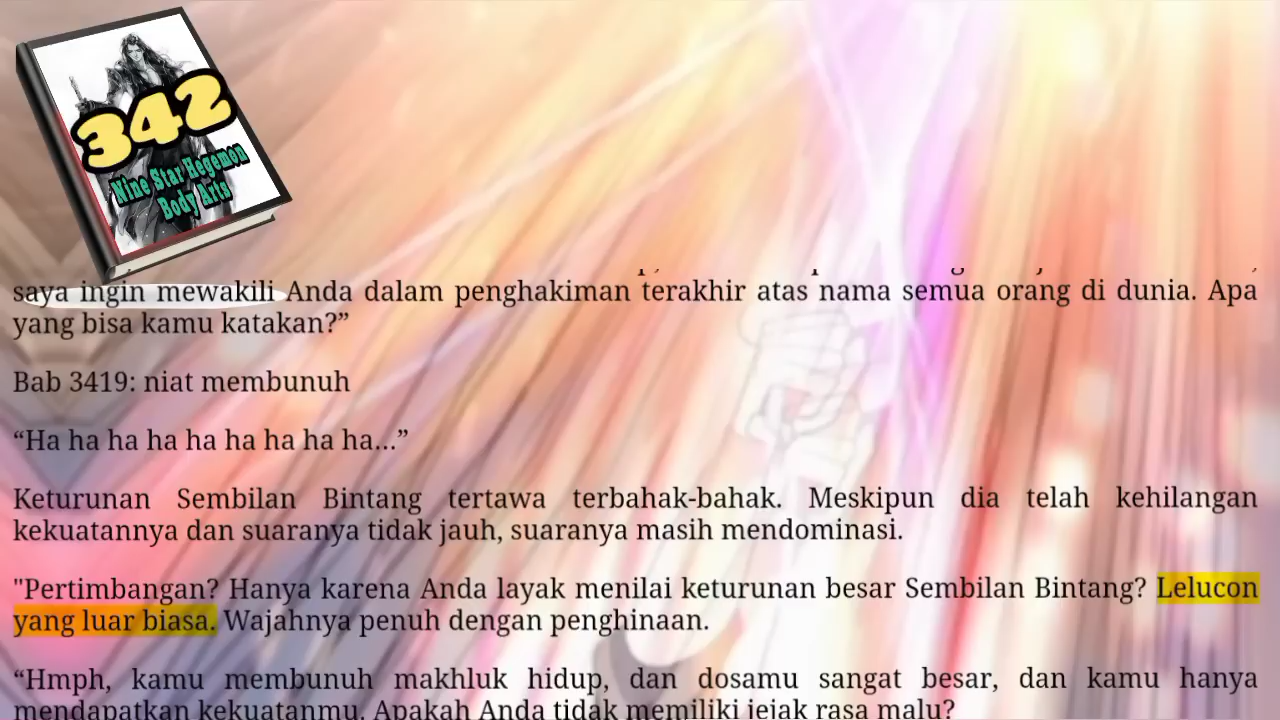 342
Nine Star Hegemon
Body Arts
saya ingin mewakili Anda dalam penghakiman terakhir atas nama semua orang di dunia. Apa
yang bisa kamu katakan?”
Bab 3419: niat membunuh
“Ha ha ha ha ha ha ha ha ha...”
Keturunan Sembilan Bintang tertawa terbahak-bahak. Meskipun dia telah kehilangan
kekuatannya dan suaranya tidak jauh, suaranya masih mendominasi.
"Pertimbangan? Hanya karena Anda layak menilai keturunan besar Sembilan Bintang? Lelucon
yang luar biasa. Wajahnya penuh dengan penghinaan.
“Hmph, kamu membunuh makhluk hidup, dan dosamu sangat besar, dan kamu hanya
mendapatkan kekuatanmu. Apakah Anda tidak memiliki jejak rasa malu?